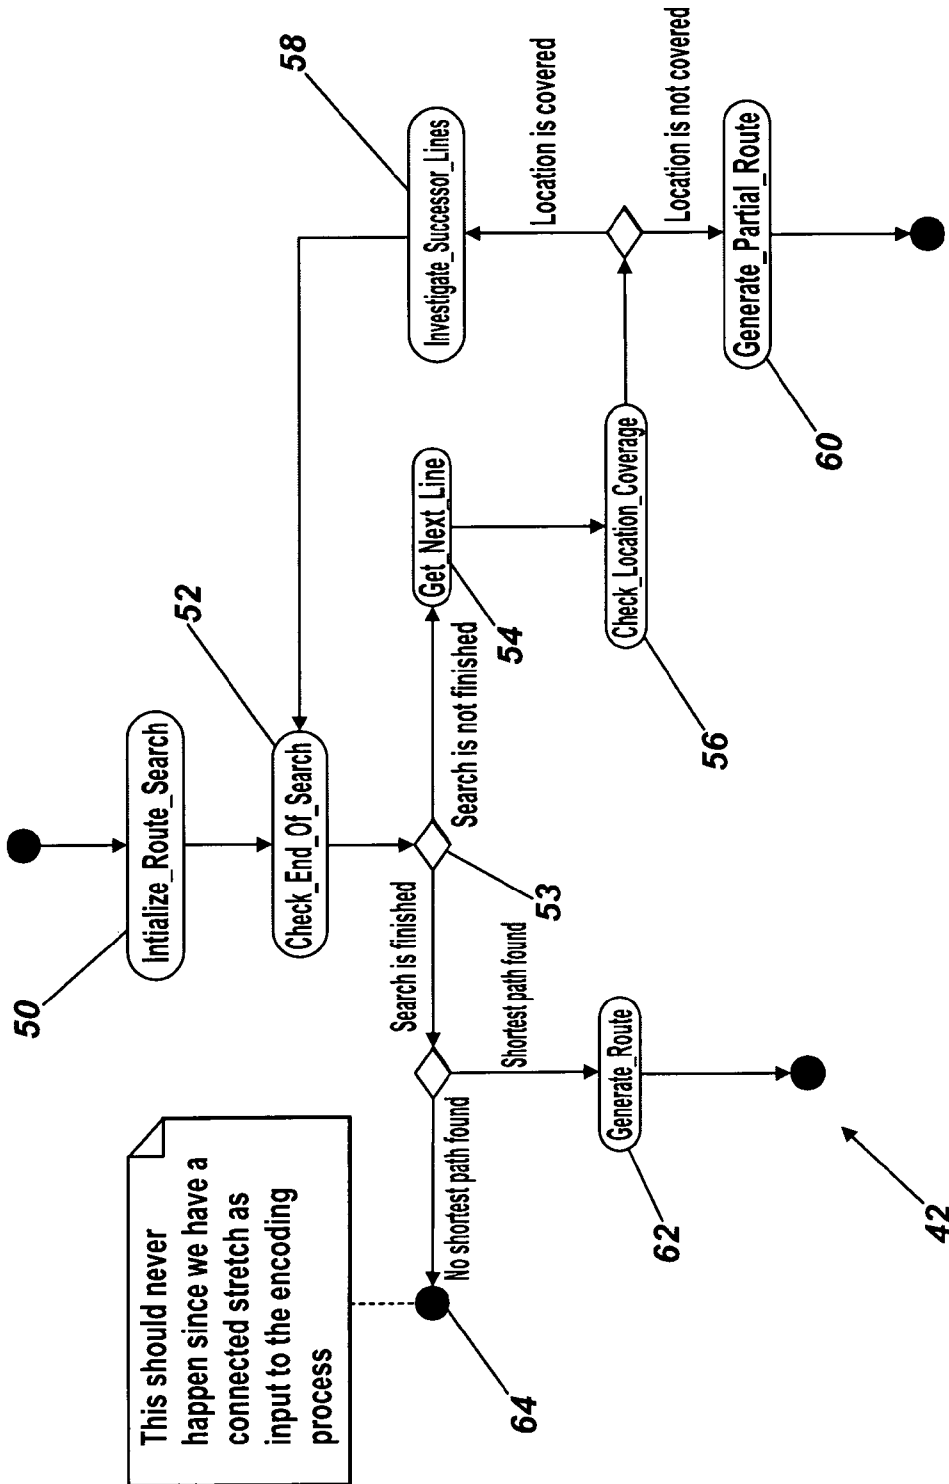 This should never
happen since we have a
connected stretch as
input to the encoding
process
64
No shortest path found
62
Generate_Route
Shortest path found
42
Search is finished
50
Intialize_Route_Search
52
Check_End_Of_Search
53
Search is not finished
54
Get_Next_Line
56
Check_Location_Coverage
58
Investigate_Successor_Lines
Location is covered
Location is not covered
60
Generate_Partial_Route